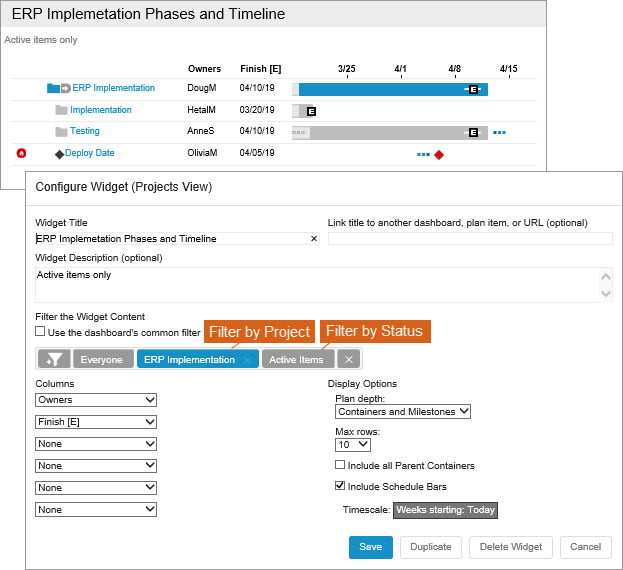 ERP Implemetation Phases and Timeline
Active items only
Owners Finish [E] 3/25 4/1 4/8 4/15
ERP Implementation DougM 04/10/19 E
Implementation HetalM 03/20/19 E
Testing AnneS 04/10/19 E
Deploy Date OliviaM 04/05/19
Configure Widget (Projects View)
Widget Title Link title to another dashboard, plan item, or URL (optional)
ERP Implemetation Phases and Timeline ×
Widget Description (optional)
Active items only
Filter the Widget Content
Use the dashboard's common filter Filter by Project Filter by Status
Everyone ERP Implementation × Active Items ×
Columns Display Options
Owners Plan depth:
Finish [E] Containers and Milestones
None Max rows:
10
None Include all Parent Containers
None Include Schedule Bars
None Timescale: Weeks starting: Today
Save Duplicate Delete Widget Cancel